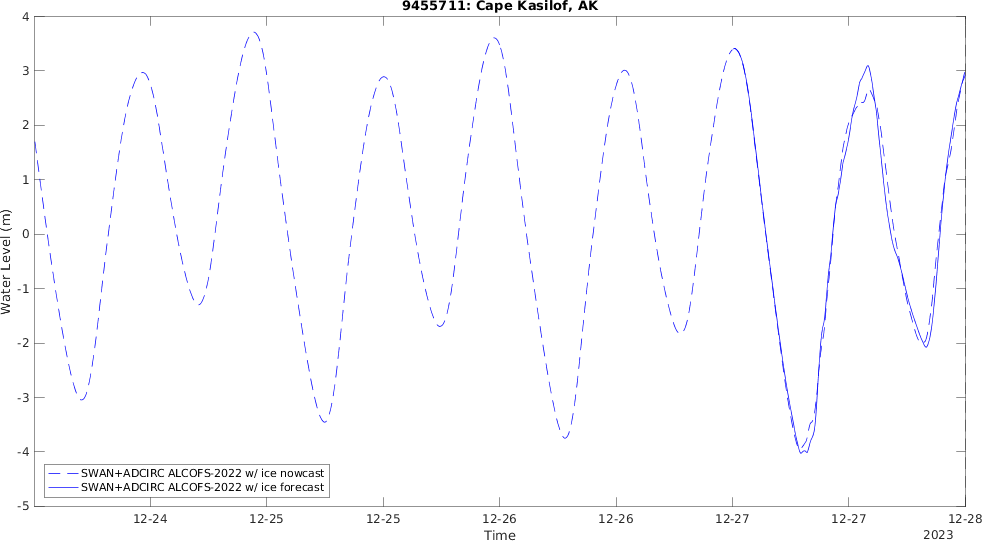 9455711: Cape Kasilof, AK
4
3
2
1
0
-1
-2
-3
-4
-5
Water Level (m)
SWAN+ADCIRC ALCOFS-2022 w/ ice nowcast
SWAN+ADCIRC ALCOFS-2022 w/ ice forecast
12-24 12-25 12-25 12-26 12-26 12-27 12-27 12-28
Time
2023